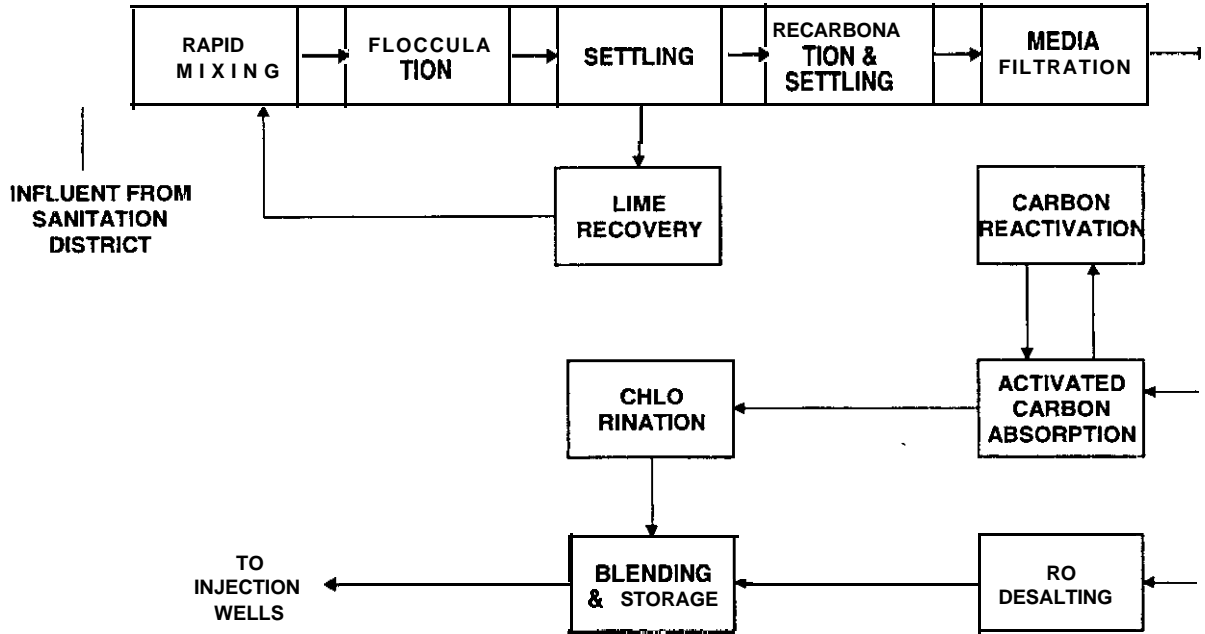 RAPID
MIXING
FLOCCULA
TION
SETTLING
RECARBONA
TION &
SETTLING
MEDIA
FILTRATION
INFLUENT FROM
SANITATION
DISTRICT
LIME
RECOVERY
CARBON
REACTIVATION
CHLO
RINATION
ACTIVATED
CARBON
ABSORPTION
TO
INJECTION
WELLS
BLENDING
& STORAGE
RO
DESALTING